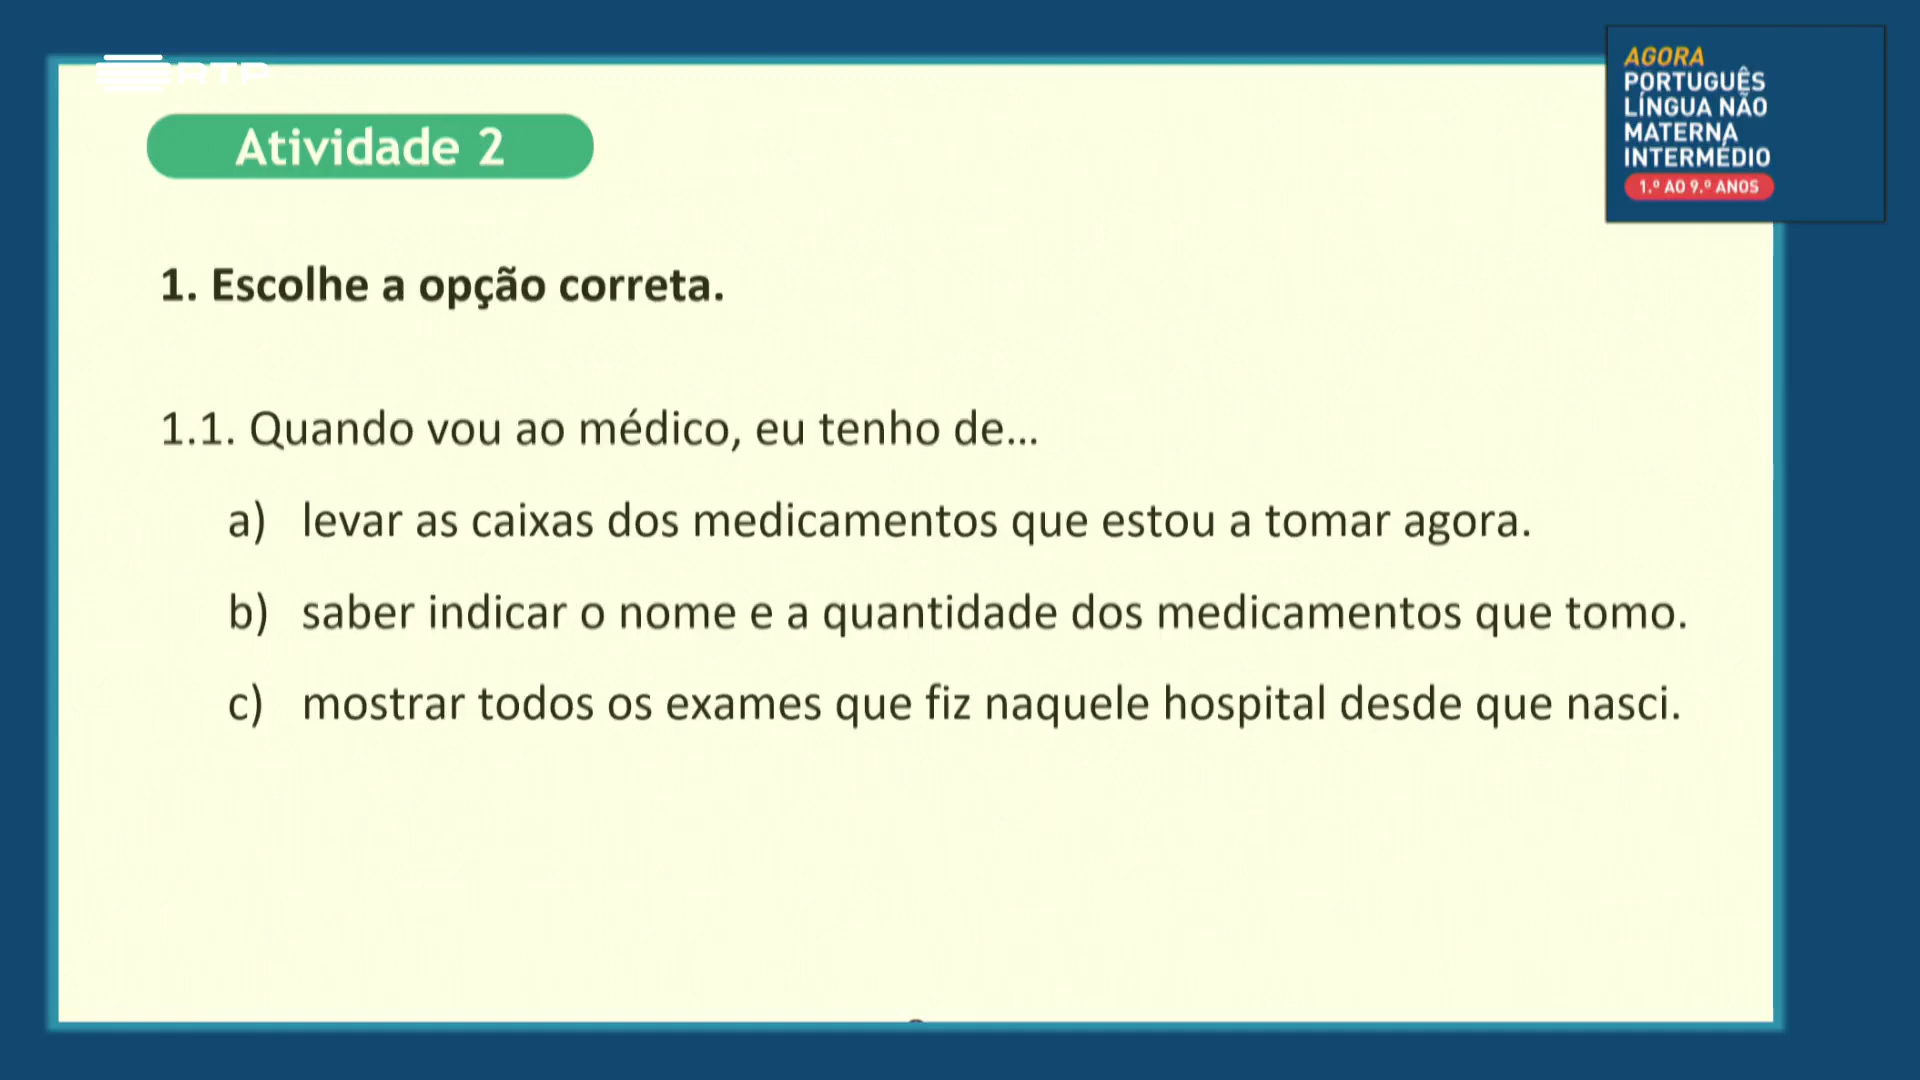 RTP
AGORA
PORTUGUÊS
LÍNGUA NÃO
MATERNA
INTERMÉDIO
1.º AO 9.º ANOS
Atividade 2
1. Escolhe a opção correta.
1.1. Quando vou ao médico, eu tenho de...
a) levar as caixas dos medicamentos que estou a tomar agora.
b) saber indicar o nome e a quantidade dos medicamentos que tomo.
c) mostrar todos os exames que fiz naquele hospital desde que nasci.